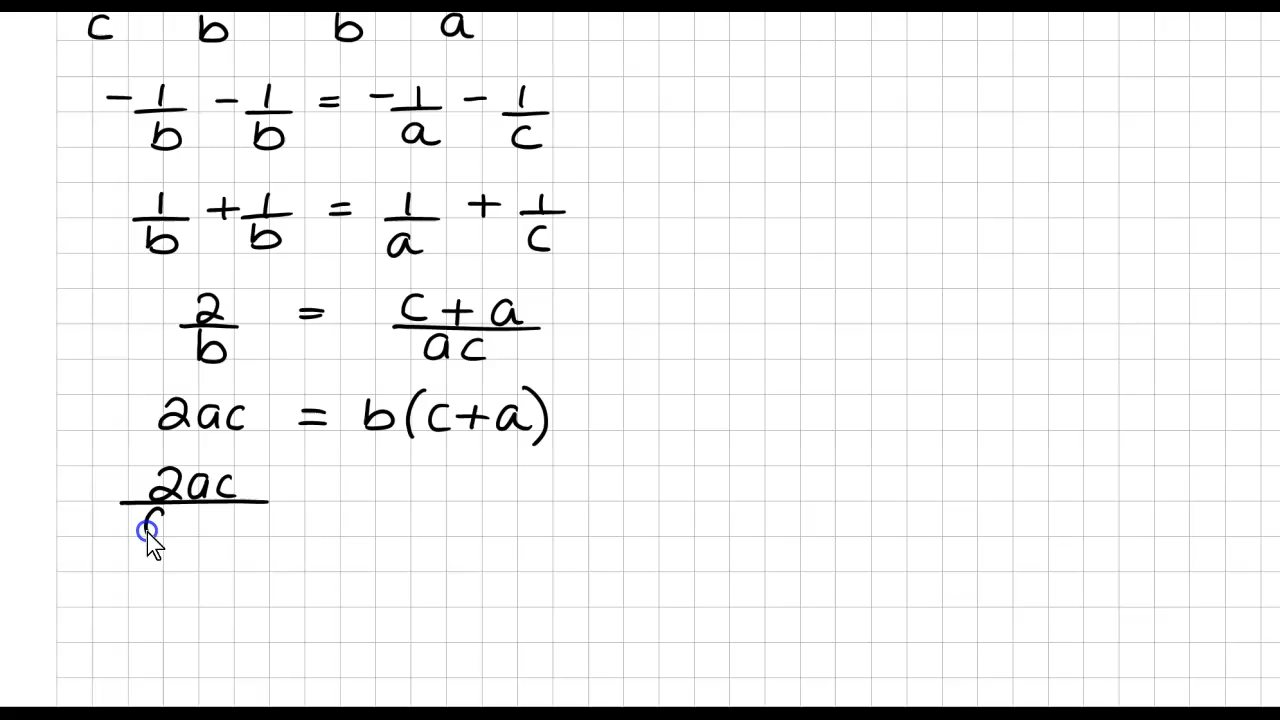 c b b a
- 1/b - 1/b = - 1/a - 1/c
1/b + 1/b = 1/a + 1/c
2/b = c + a/ac
2ac = b(c+a)
2ac
(